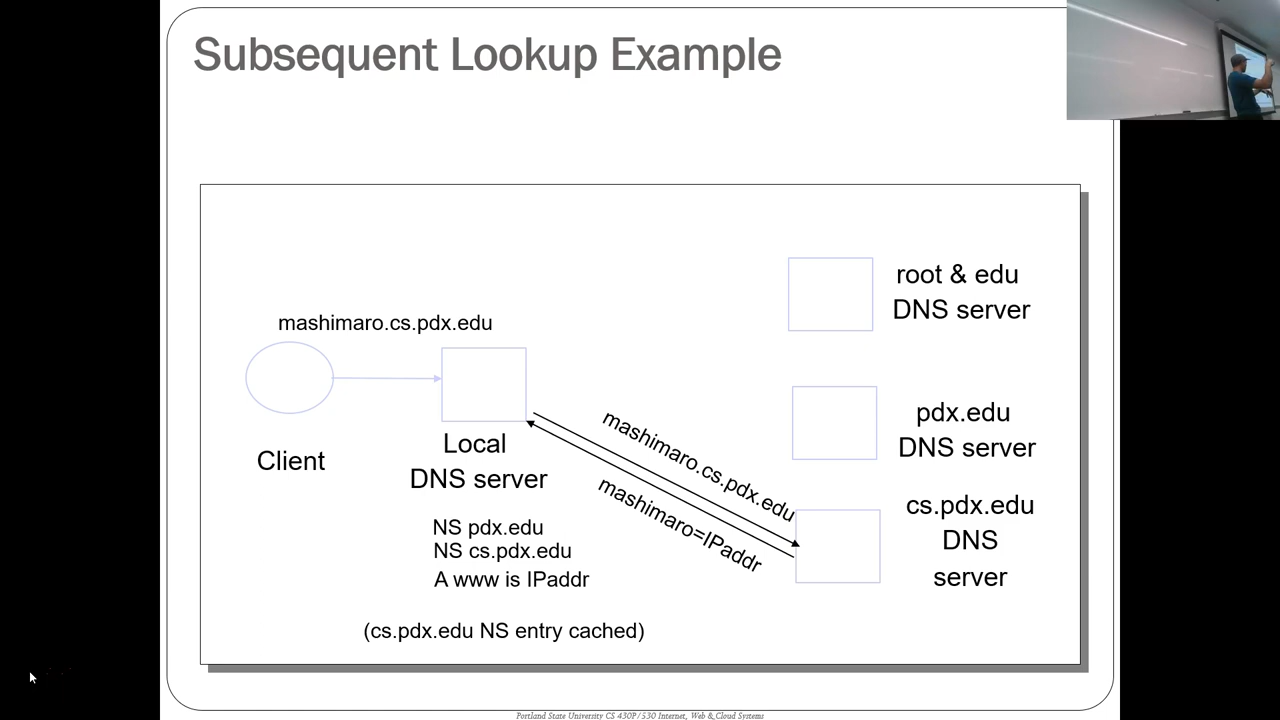 Subsequent Lookup Example
root & edu
DNS server
mashimaro.cs.pdx.edu
pdx.edu
DNS server
mashimaro.cs.pdx.edu
Local
DNS server
Client
mashimaro=IPaddr
cs.pdx.edu
DNS
server
NS pdx.edu
NS cs.pdx.edu
A www is IPaddr
(cs.pdx.edu NS entry cached)
Portland State University CS 430P/530 Internet, Web & Cloud Systems